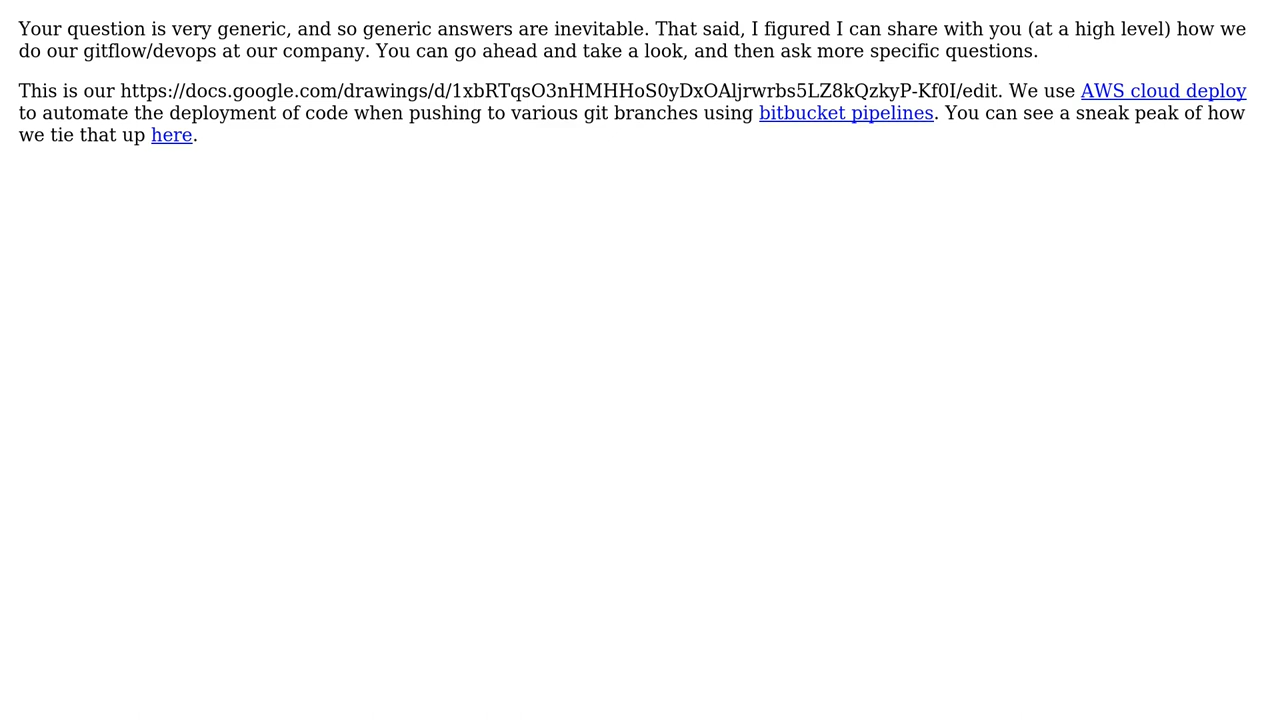 Your question is very generic, and so generic answers are inevitable. That said, I figured I can share with you (at a high level) how we
do our gitflow/devops at our company. You can go ahead and take a look, and then ask more specific questions.
This is our https://docs.google.com/drawings/d/1xbRTqsO3nHMHHoS0yDxOAljrwrbs5LZ8kQzkyP-Kf0I/edit. We use AWS cloud deploy
to automate the deployment of code when pushing to various git branches using bitbucket pipelines. You can see a sneak peak of how
we tie that up here.